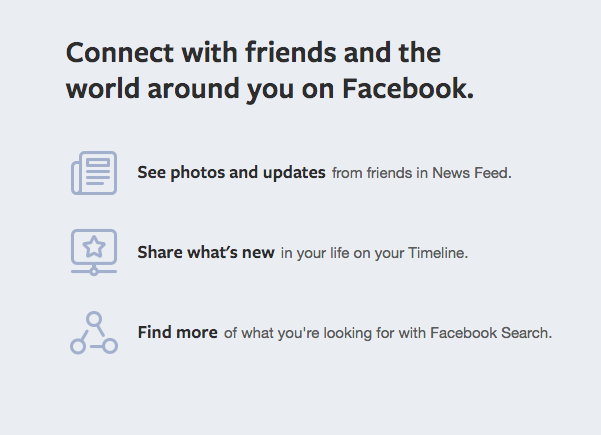 Connect with friends and the
world around you on Facebook.
See photos and updates from friends in News Feed.
Share what's new in your life on your Timeline.
Find more of what you're looking for with Facebook Search.